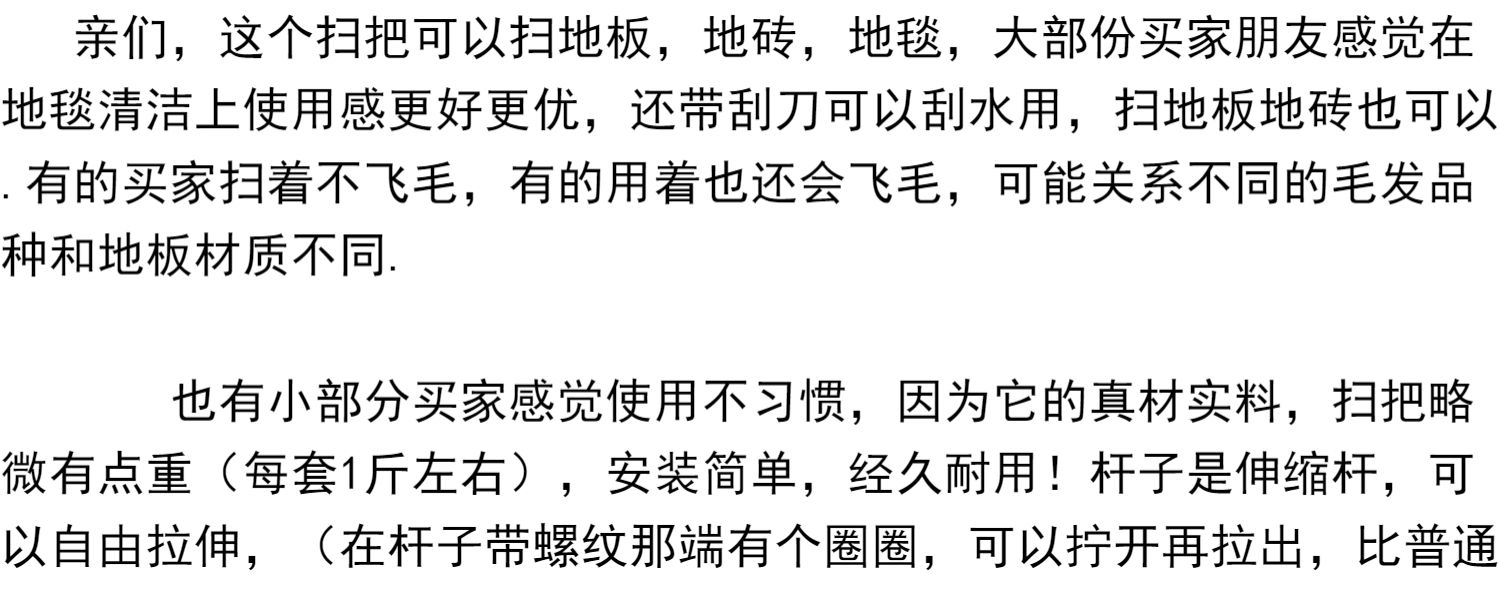 亲们，这个扫把可以扫地板，地砖，地毯，大部份买家朋友感觉在
地毯清洁上使用感更好更优，还带刮刀可以刮水用，扫地板地砖也可以
.有的买家扫着不飞毛，有的用着也还会飞毛，可能关系不同的毛发品
种和地板材质不同.
也有小部分买家感觉使用不习惯，因为它的真材实料，扫把略
微有点重（每套1斤左右），安装简单，经久耐用！杆子是伸缩杆，可
以自由拉伸，（在杆子带螺纹那端有个圈圈，可以拧开再拉出，比普通